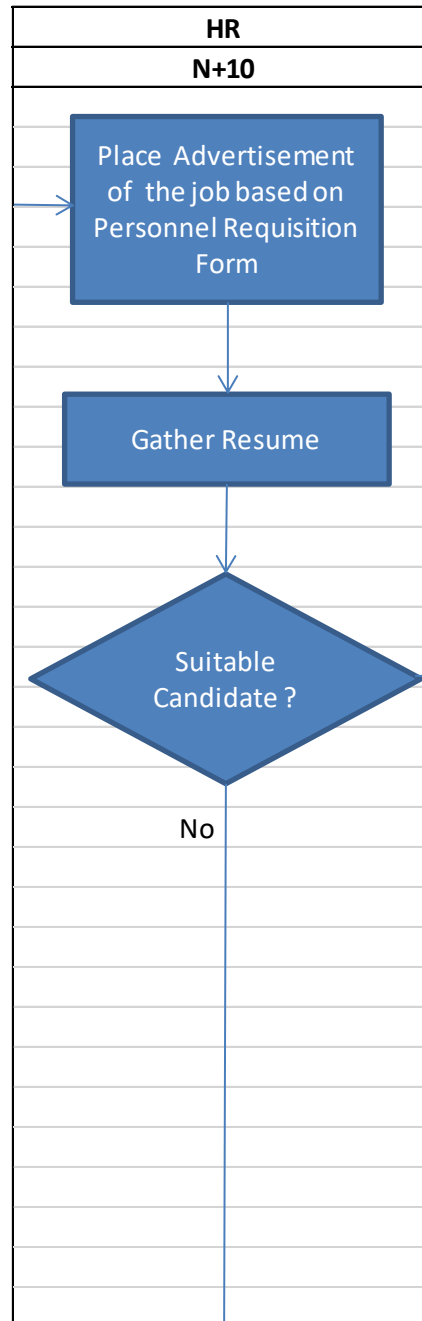 HR
N+10
Place Advertisement
of the job based on
Personnel Requisition
Form
Gather Resume
Suitable
Candidate ?
No